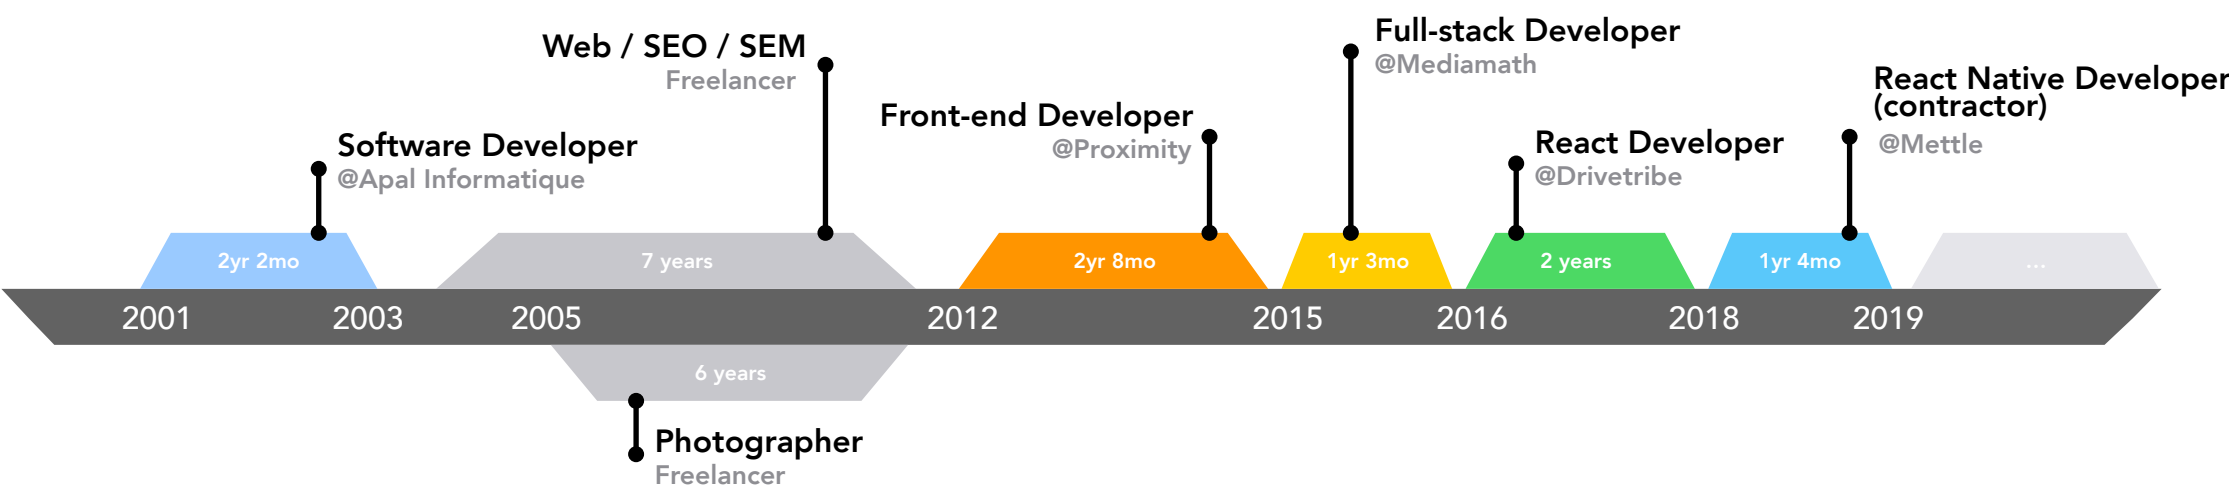 Full-stack Developer
@Mediamath
Web / SEO / SEM
Freelancer
React Native Developer
(contractor)
@Mettle
Front-end Developer
@Proximity
React Developer
@Drivetribe
Software Developer
@Apal Informatique
2yr 2mo
7 years
2yr 8mo
1yr 3mo
2 years
1yr 4mo
...
2001 2003 2005 2012 2015 2016 2018 2019
6 years
Photographer
Freelancer